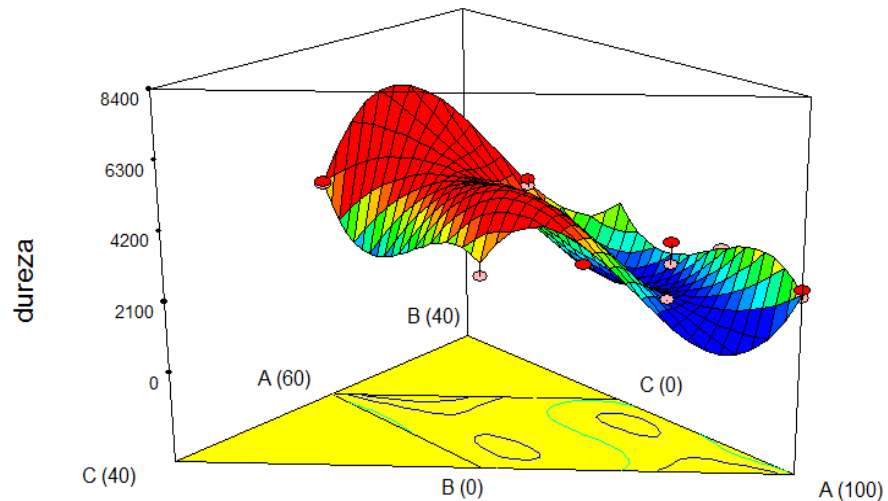 8400
6300
4200
2100
0
dureza
B (40)
A (60)
C (0)
C (40)
B (0)
A (100)